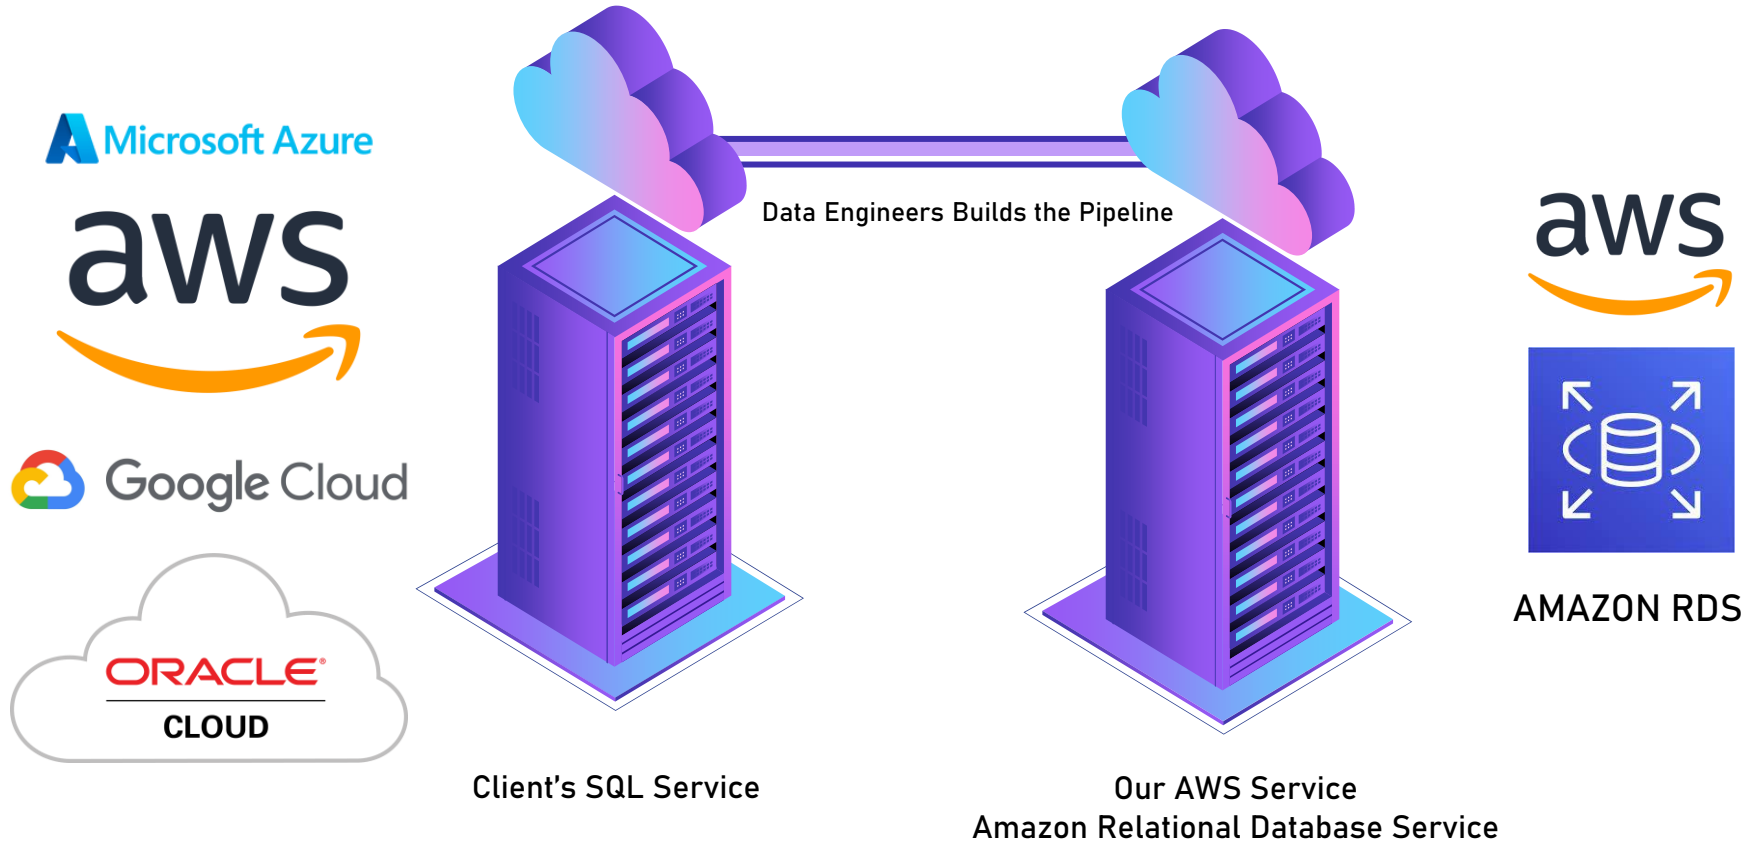 Microsoft Azure
aws
Google Cloud
ORACLE®
CLOUD
Data Engineers Builds the Pipeline
Client's SQL Service
Our AWS Service
Amazon Relational Database Service
aws
AMAZON RDS